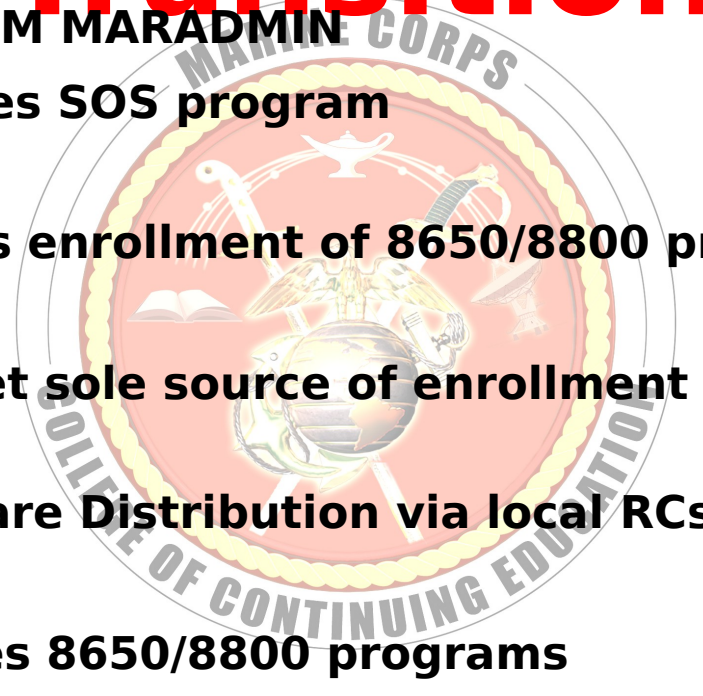 Transition
M MARADMIN
MARINE CORPS
es SOS program
s enrollment of 8650/8800 pr
et sole source of enrollment
are Distribution via local RCs
COLLEGE OF CONTINUING EDUCATION
es 8650/8800 programs